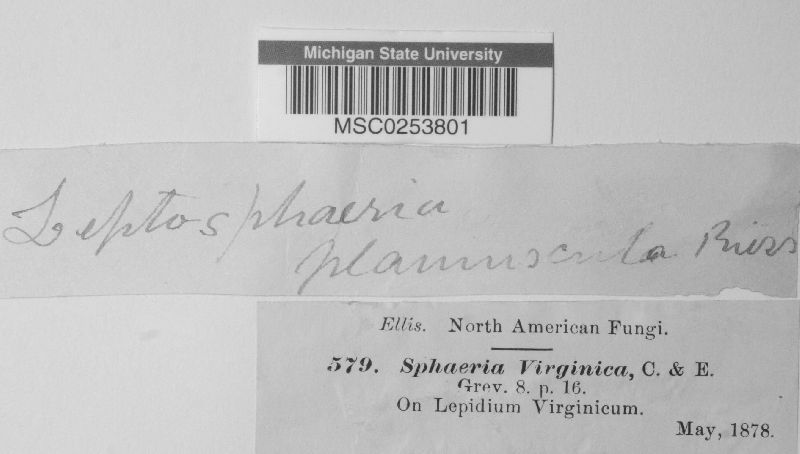 Michigan State University
MSC0253801
Leptosphaeria
planiuscula Riess
Ellis. North American Fungi.
579. Sphaeria Virginica, C. & E.
Grev. 8. p. 16.
On Lepidium Virginicum.
May, 1878.